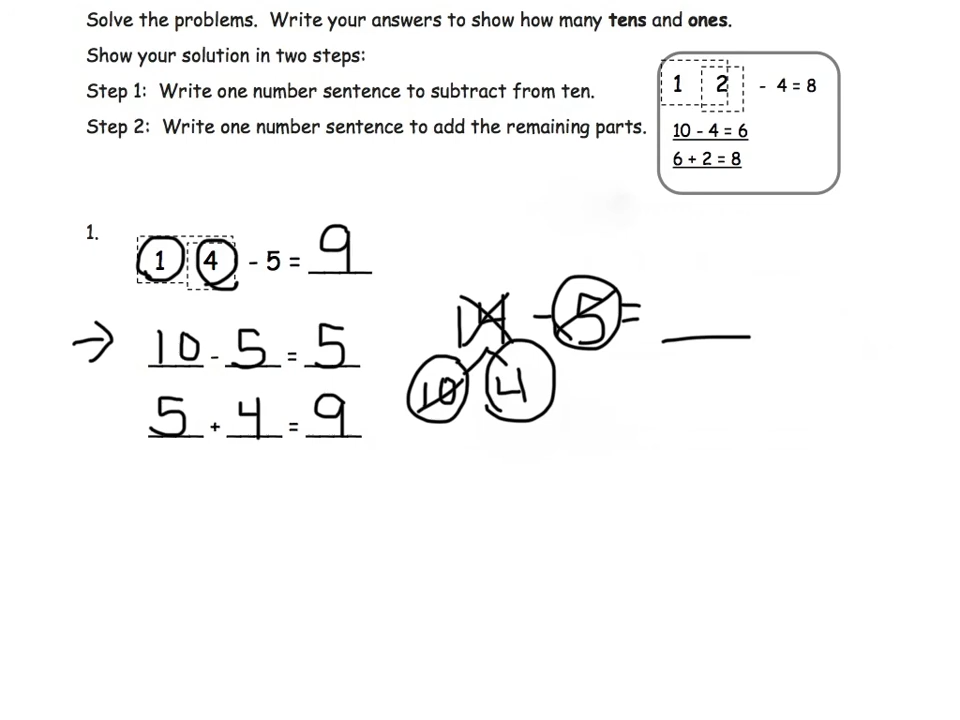 Solve the problems. Write your answers to show how many tens and ones.
Show your solution in two steps:
Step 1: Write one number sentence to subtract from ten.
Step 2: Write one number sentence to add the remaining parts.
1 2 - 4 = 8
10 - 4 = 6
6 + 2 = 8
1.
1 4 - 5 = 9
→ 10 - 5 = 5
5 + 4 = 9
14 - 5 = ___
10 4